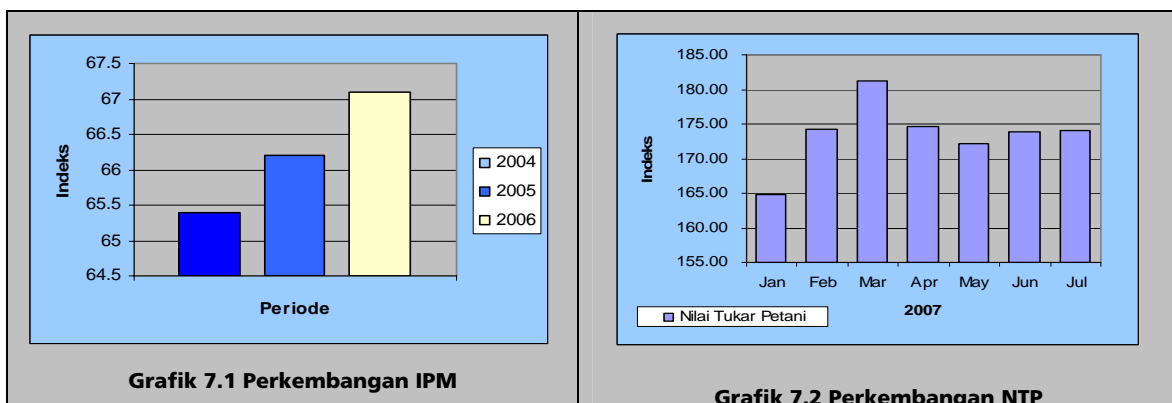 67.5
67
66.5
66
65.5
65
64.5
Indeks
Periode
2004
2005
2006
Grafik 7.1 Perkembangan IPM
185.00
180.00
175.00
170.00
165.00
160.00
155.00
Indeks
Jan Feb Mar Apr May Jun Jul
2007
Nilai Tukar Petani
Grafik 7.2 Perkembangan NTP